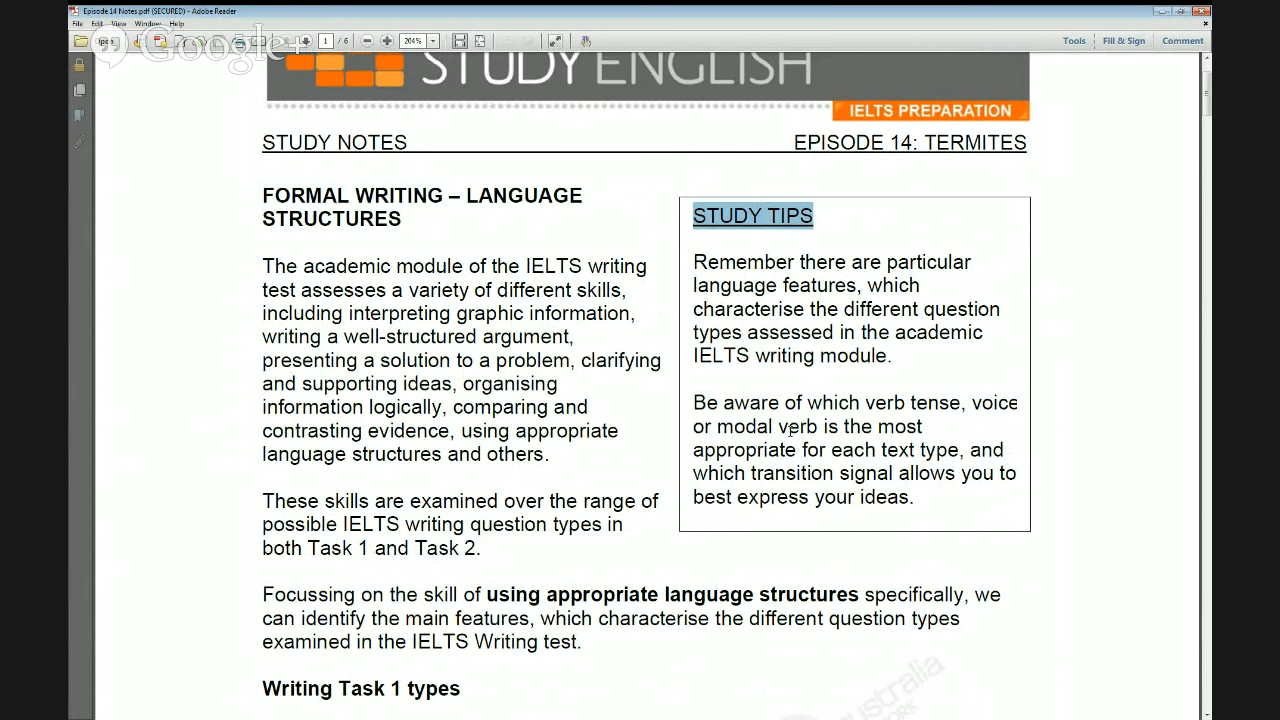 Episode 14 Notes.pdf (SECURED) - Adobe Reader
File Edit View Window Help
Google+
Open
1 / 6
204%
Tools Fill & Sign Comment
STUDY ENGLISH
IELTS PREPARATION
STUDY NOTES EPISODE 14: TERMITES
FORMAL WRITING – LANGUAGE
STRUCTURES
The academic module of the IELTS writing
test assesses a variety of different skills,
including interpreting graphic information,
writing a well-structured argument,
presenting a solution to a problem, clarifying
and supporting ideas, organising
information logically, comparing and
contrasting evidence, using appropriate
language structures and others.
These skills are examined over the range of
possible IELTS writing question types in
both Task 1 and Task 2.
STUDY TIPS
Remember there are particular
language features, which
characterise the different question
types assessed in the academic
IELTS writing module.
Be aware of which verb tense, voice
or modal verb is the most
appropriate for each text type, and
which transition signal allows you to
best express your ideas.
Focussing on the skill of using appropriate language structures specifically, we
can identify the main features, which characterise the different question types
examined in the IELTS Writing test.
Writing Task 1 types